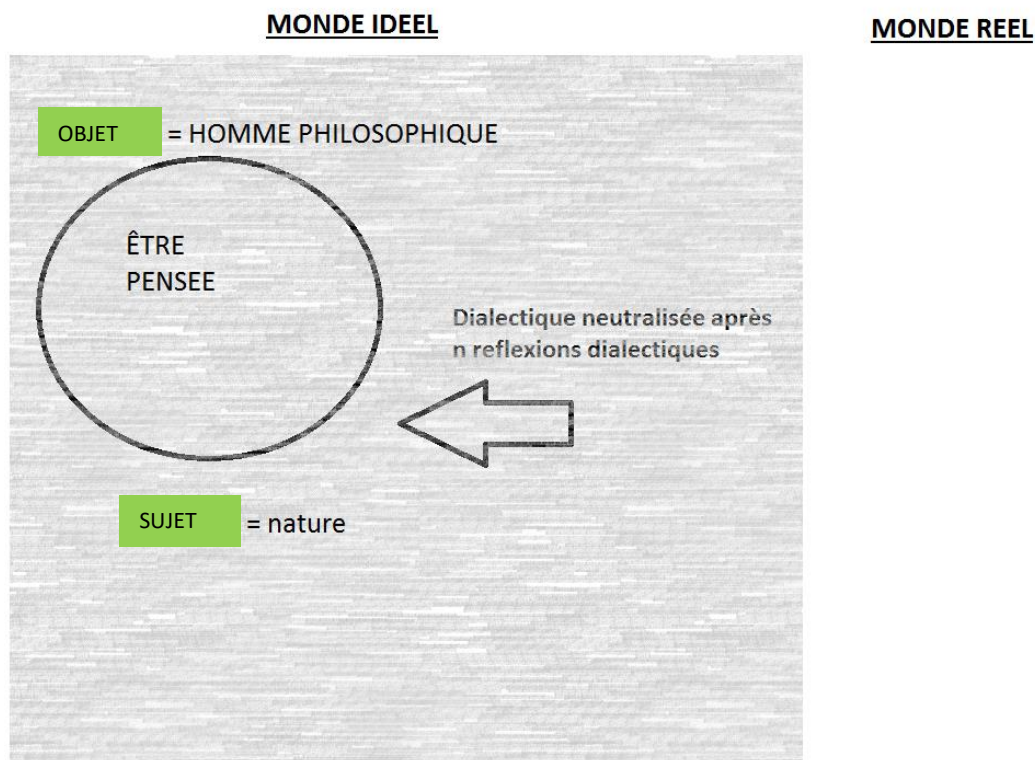 MONDE IDEEL
MONDE REEL
OBJET = HOMME PHILOSOPHIQUE
ÊTRE
PENSEE
Dialectique neutralisée après
n reflexions dialectiques
SUJET = nature